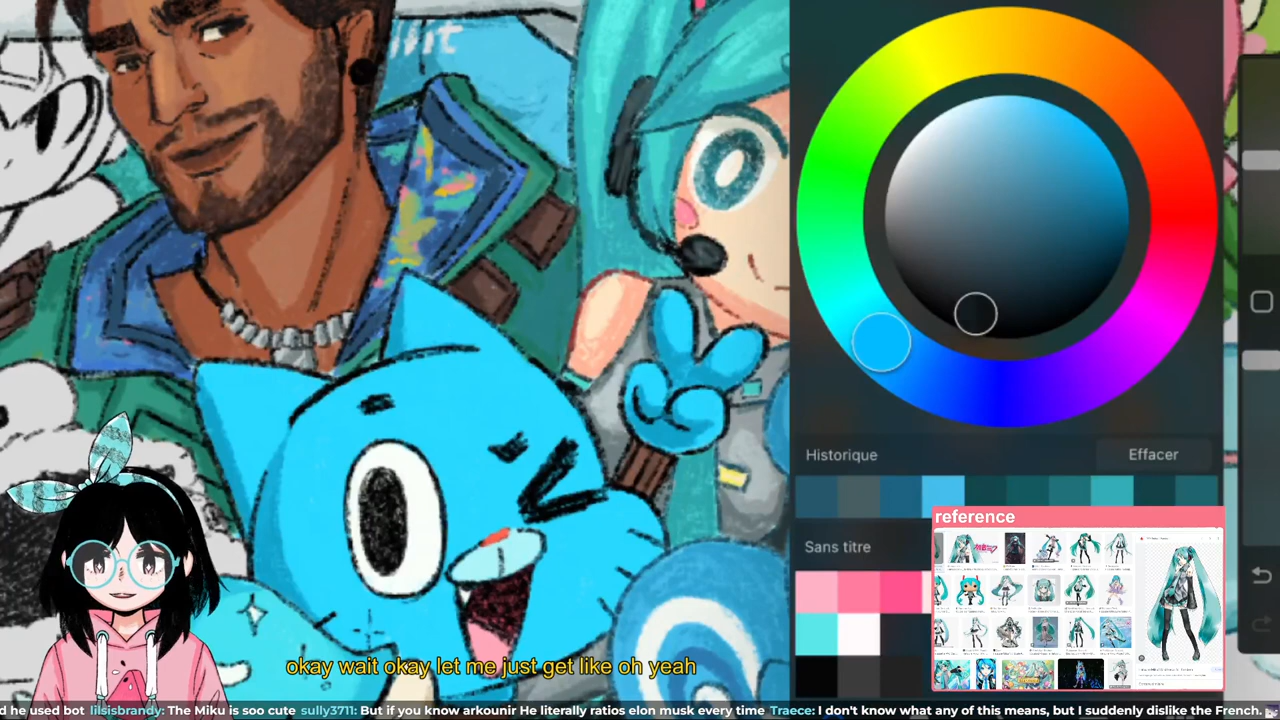 Historique
Effacer
reference
Sans titre
okay wait okay let me just get like oh yeah
d he used bot lilsisbrandy: The Miku is soo cute sully3711: But if you know arkounir He literally ratios elon musk every time Traece: I don't know what any of this means, but I suddenly dislike the French.